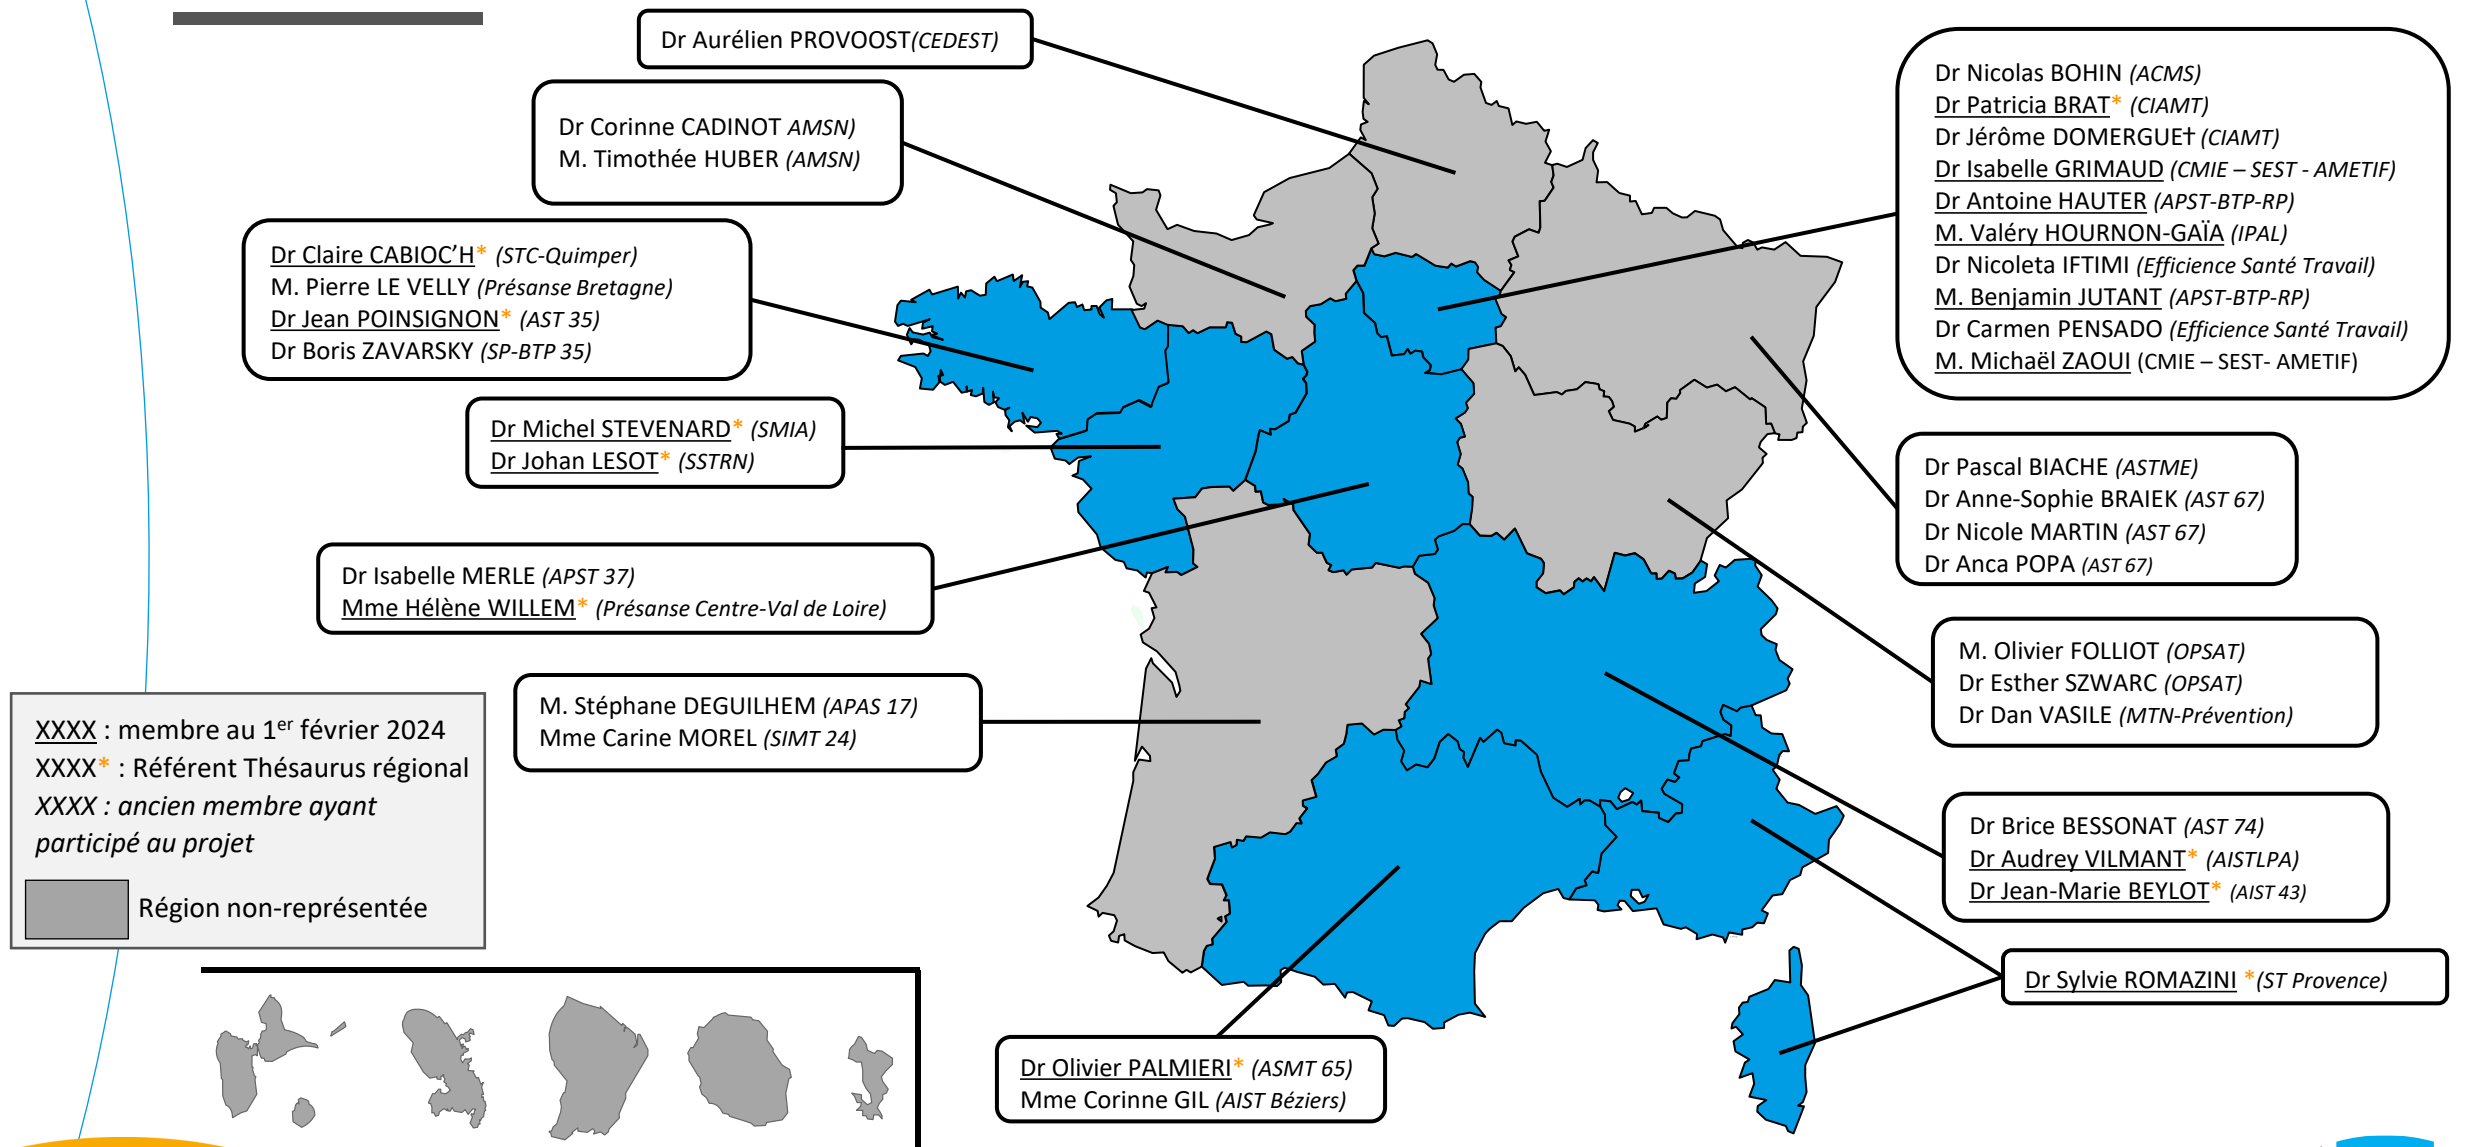 Dr Aurélien PROVOOST(CEDEST)
Dr Corinne CADINOT AMSN)
M. Timothée HUBER (AMSN)
Dr Claire CABIOC’H* (STC-Quimper)
M. Pierre LE VELLY (Présanse Bretagne)
Dr Jean POINSIGNON* (AST 35)
Dr Boris ZAVARSKY (SP-BTP 35)
Dr Michel STEVENARD* (SMIA)
Dr Johan LESOT* (SSTRN)
Dr Isabelle MERLE (APST 37)
Mme Hélène WILLEM* (Présanse Centre-Val de Loire)
M. Stéphane DEGUILHEM (APAS 17)
Mme Carine MOREL (SIMT 24)
XXXX : membre au 1er février 2024
XXXX* : Référent Thésaurus régional
XXXX : ancien membre ayant
participé au projet
Région non-représentée
Dr Olivier PALMIERI* (ASMT 65)
Mme Corinne GIL (AIST Béziers)
Dr Nicolas BOHIN (ACMS)
Dr Patricia BRAT* (CIAMT)
Dr Jérôme DOMERGUE† (CIAMT)
Dr Isabelle GRIMAUD (CMIE – SEST - AMETIF)
Dr Antoine HAUTER (APST-BTP-RP)
M. Valéry HOURNON-GAÏA (IPAL)
Dr Nicoleta IFTIMI (Efficience Santé Travail)
M. Benjamin JUTANT (APST-BTP-RP)
Dr Carmen PENSADO (Efficience Santé Travail)
M. Michaël ZAOUI (CMIE – SEST- AMETIF)
Dr Pascal BIACHE (ASTME)
Dr Anne-Sophie BRAIEK (AST 67)
Dr Nicole MARTIN (AST 67)
Dr Anca POPA (AST 67)
M. Olivier FOLLIOT (OPSAT)
Dr Esther SZWARC (OPSAT)
Dr Dan VASILE (MTN-Prévention)
Dr Brice BESSONAT (AST 74)
Dr Audrey VILMANT* (AISTLPA)
Dr Jean-Marie BEYLOT* (AIST 43)
Dr Sylvie ROMAZINI *(ST Provence)